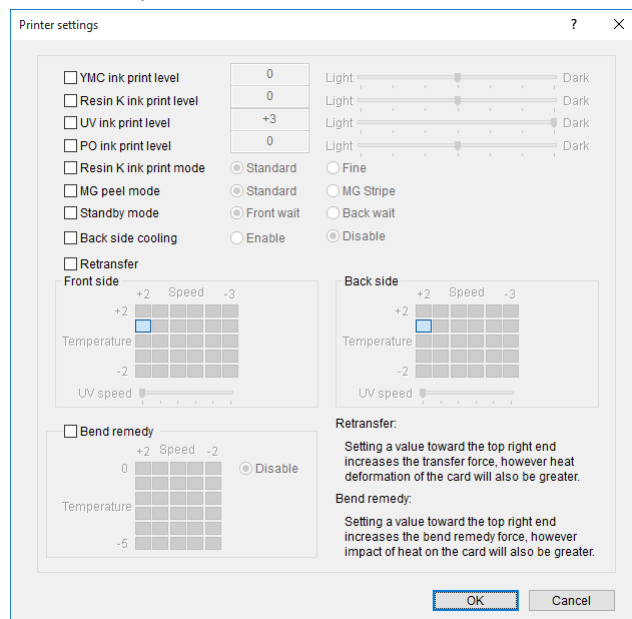 Printer settings ? ×
YMC ink print level 0 Light Dark
Resin K ink print level 0 Light Dark
UV ink print level +3 Light Dark
PO ink print level 0 Light Dark
Resin K ink print mode Standard Fine
MG peel mode Standard MG Stripe
Standby mode Front wait Back wait
Back side cooling Enable Disable
Retransfer
Front side
+2 Speed -3
+2
Temperature
-2
UV speed
Back side
+2 Speed -3
+2
Temperature
-2
UV speed
Bend remedy
+2 Speed -2
0 Disable
Temperature
-5
Retransfer:
Setting a value toward the top right end
increases the transfer force, however heat
deformation of the card will also be greater.
Bend remedy:
Setting a value toward the top right end
increases the bend remedy force, however
impact of heat on the card will also be greater.
OK Cancel